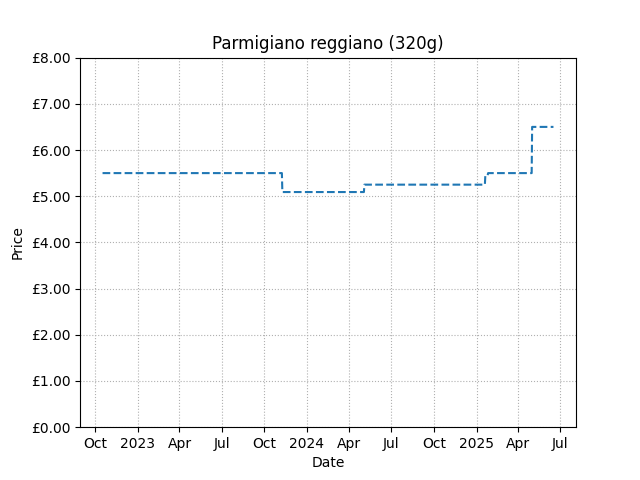 Parmigiano reggiano (320g)
£8.00
£7.00
£6.00
£5.00
£4.00
£3.00
£2.00
£1.00
£0.00
Price
Oct 2023 Apr Jul Oct 2024 Apr Jul Oct 2025 Apr Jul
Date